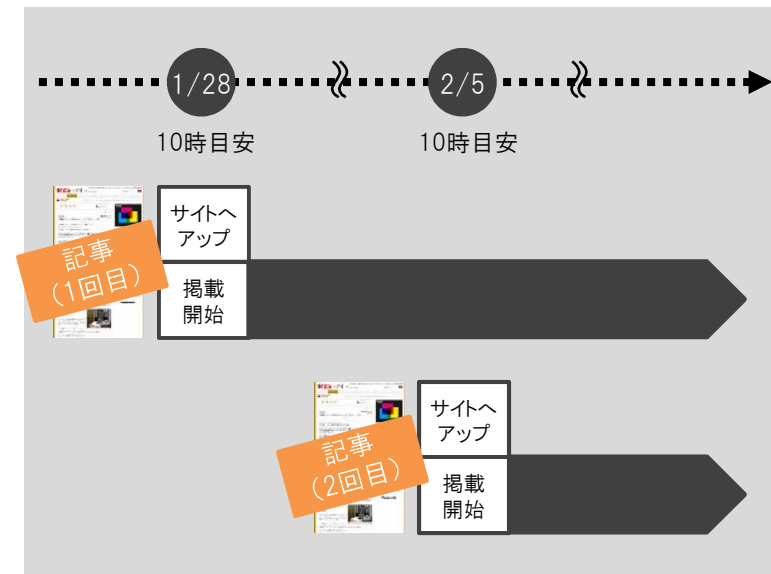 1/28
2/5
10時目安
10時目安
サイトへ
アップ
記事
（1回目）
掲載
開始
サイトへ
アップ
記事
（2回目）
掲載
開始